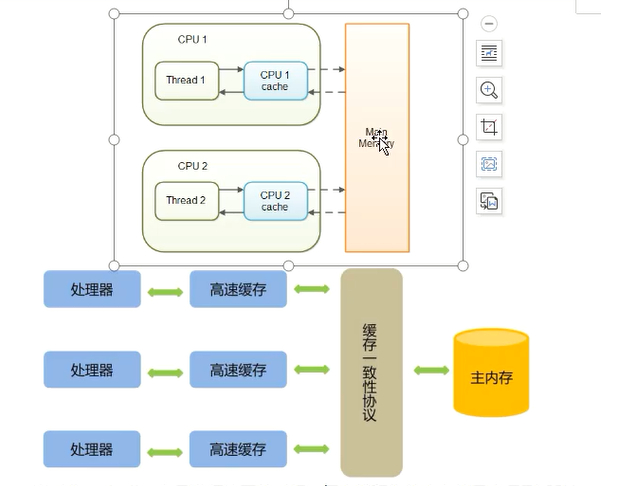 CPU 1
Thread 1
CPU 1
cache
Main
Memory
CPU 2
Thread 2
CPU 2
cache
处理器
高速缓存
处理器
高速缓存
处理器
高速缓存
缓存一致性协议
主内存